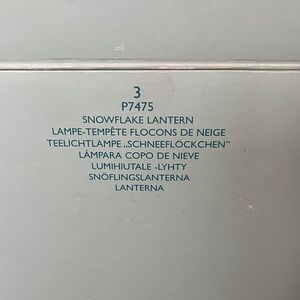 3
P7475
SNOWFLAKE LANTERN
LAMPE-TEMPÊTE FLOCONS DE NEIGE
TEELICHTLAMPE „SCHNEEFLÖCKCHEN"
LÁMPARA COPO DE NIEVE
LUMIHIUTALE -LYHTY
SNÖFLINGSLANTERNA
LANTERNA